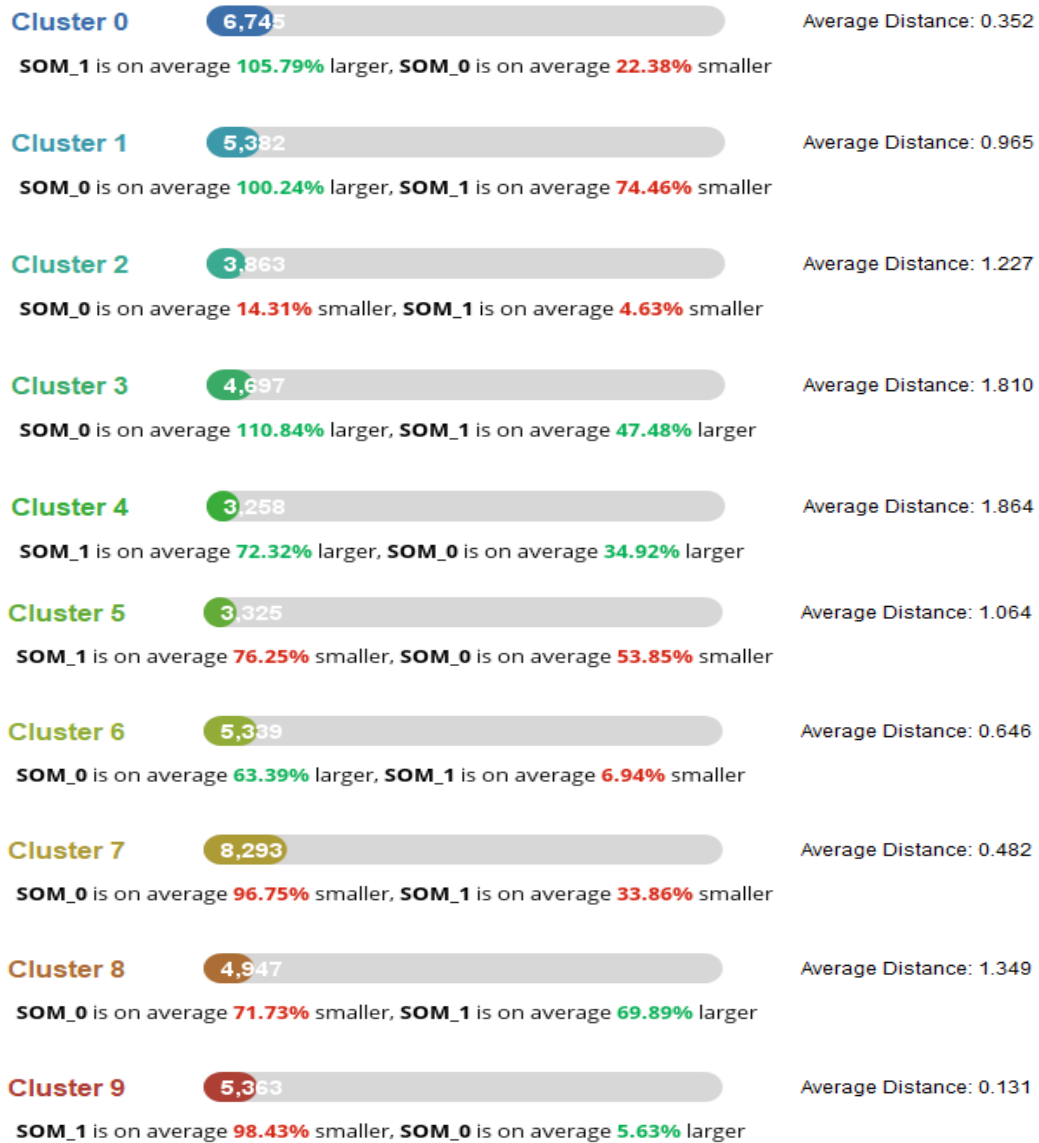 Cluster 0 6,745 Average Distance: 0.352
SOM_1 is on average 105.79% larger, SOM_0 is on average 22.38% smaller
Cluster 1 5,382 Average Distance: 0.965
SOM_0 is on average 100.24% larger, SOM_1 is on average 74.46% smaller
Cluster 2 3,863 Average Distance: 1.227
SOM_0 is on average 14.31% smaller, SOM_1 is on average 4.63% smaller
Cluster 3 4,697 Average Distance: 1.810
SOM_0 is on average 110.84% larger, SOM_1 is on average 47.48% larger
Cluster 4 3,258 Average Distance: 1.864
SOM_1 is on average 72.32% larger, SOM_0 is on average 34.92% larger
Cluster 5 3,325 Average Distance: 1.064
SOM_1 is on average 76.25% smaller, SOM_0 is on average 53.85% smaller
Cluster 6 5,339 Average Distance: 0.646
SOM_0 is on average 63.39% larger, SOM_1 is on average 6.94% smaller
Cluster 7 8,293 Average Distance: 0.482
SOM_0 is on average 96.75% smaller, SOM_1 is on average 33.86% smaller
Cluster 8 4,947 Average Distance: 1.349
SOM_0 is on average 71.73% smaller, SOM_1 is on average 69.89% larger
Cluster 9 5,363 Average Distance: 0.131
SOM_1 is on average 98.43% smaller, SOM_0 is on average 5.63% larger